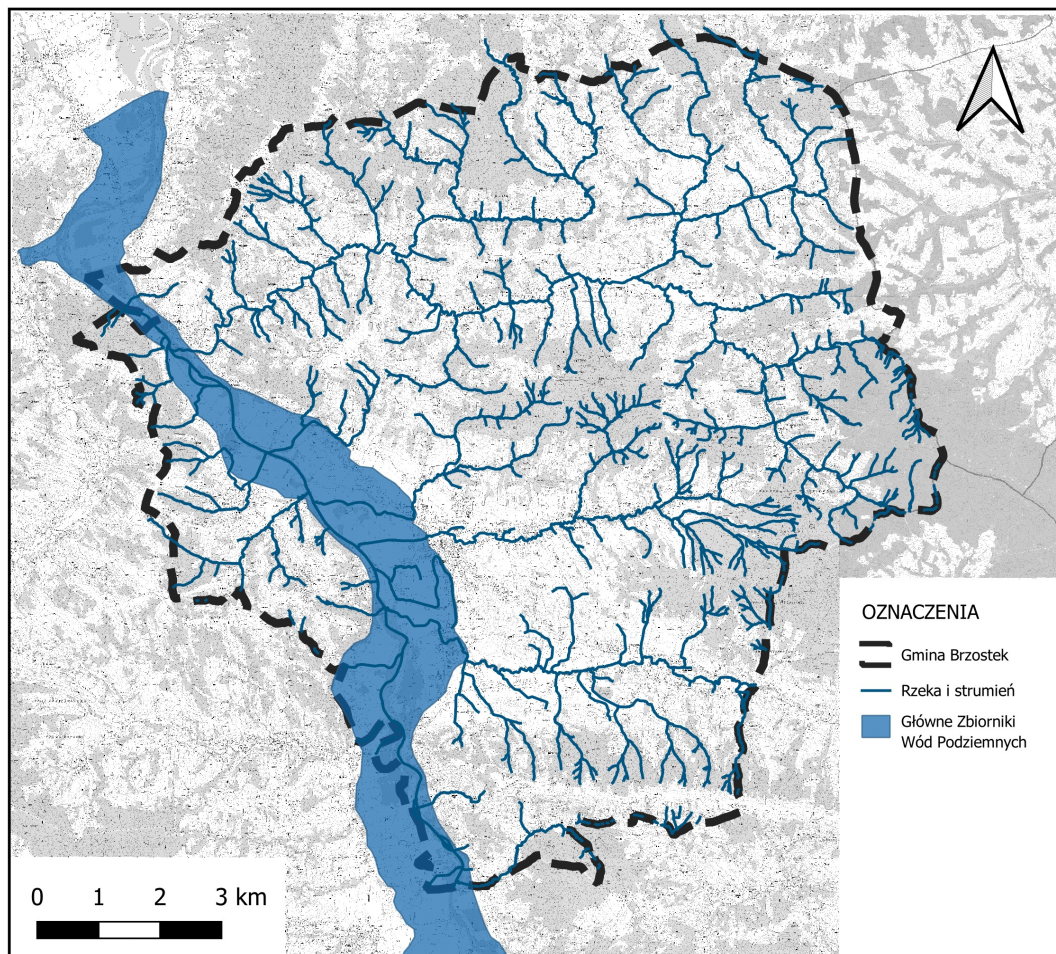 OZNACZENIA
Gmina Brzostek
Rzeka i strumień
Główne Zbiorniki
Wód Podziemnych
0 1 2 3 km